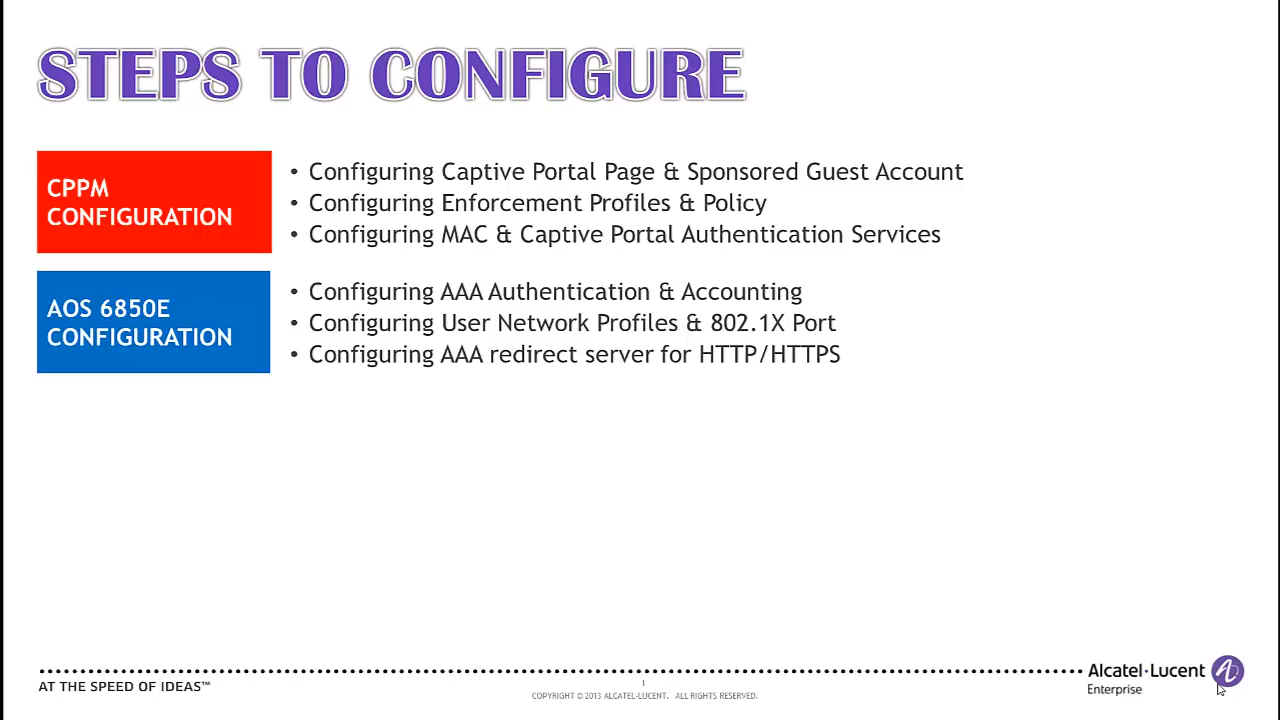 STEPS TO CONFIGURE
CPPM
CONFIGURATION
• Configuring Captive Portal Page & Sponsored Guest Account
• Configuring Enforcement Profiles & Policy
• Configuring MAC & Captive Portal Authentication Services
AOS 6850E
CONFIGURATION
• Configuring AAA Authentication & Accounting
• Configuring User Network Profiles & 802.1X Port
• Configuring AAA redirect server for HTTP/HTTPS
AT THE SPEED OF IDEAS™
1
COPYRIGHT © 2013 ALCATEL-LUCENT. ALL RIGHTS RESERVED.
Alcatel·Lucent
Enterprise